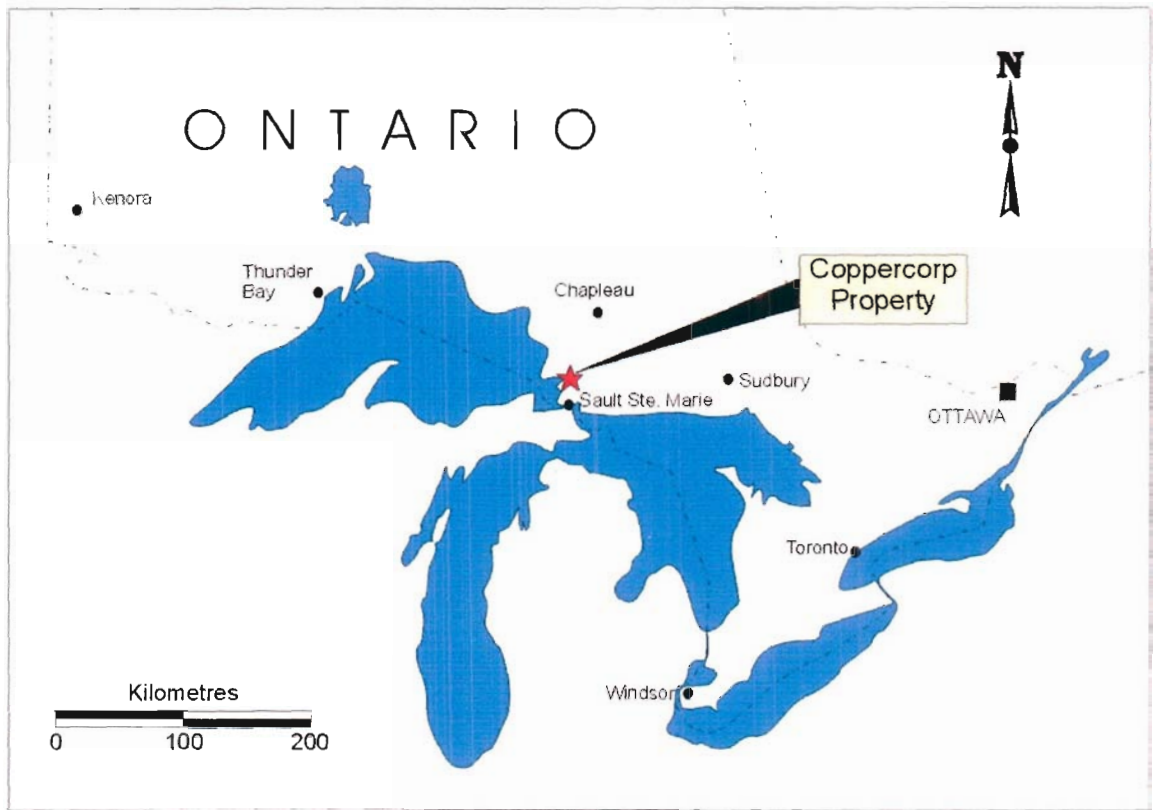 N
ONTARIO
Kenora
Thunder
Bay
Chapleau
Coppercorp
Property
Sudbury
Sault Ste. Marie
OTTAWA
Toronto
Windsor
Kilometres
0 100 200